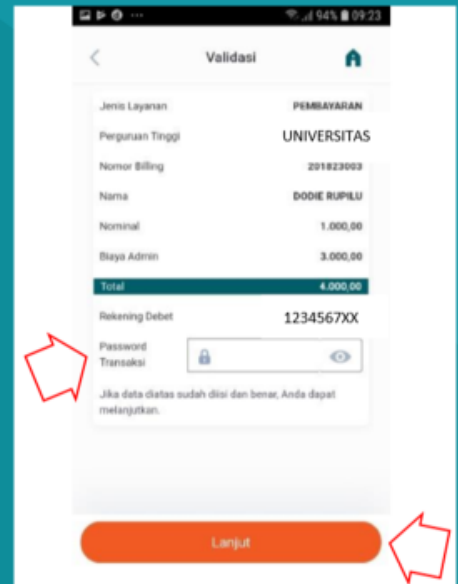 94% 09:23
Validasi
Jenis Layanan PEMBAYARAN
Perguruan Tinggi UNIVERSITAS
Nomor Billing 201823003
Nama DODIE RUPILU
Nominal 1.000,00
Biaya Admin 3.000,00
Total 4.000,00
Rekening Debet 1234567XX
Password
Transaksi
Jika data diatas sudah diisi dan benar, Anda dapat
melanjutkan.
Lanjut